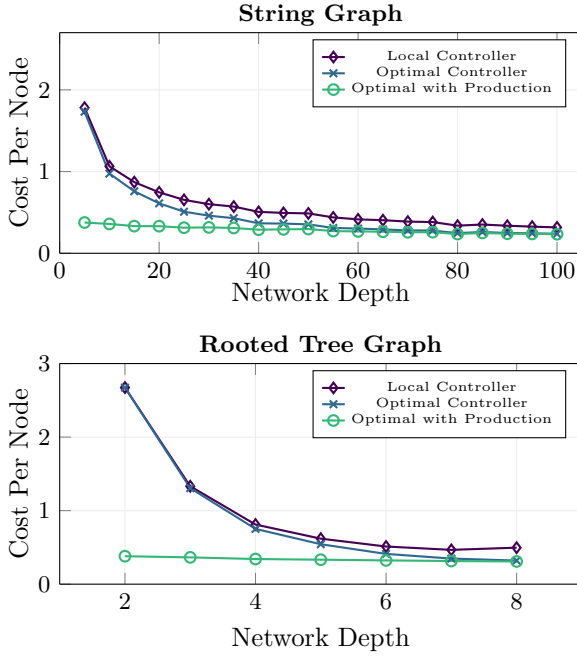 String Graph
Cost Per Node
2
1
0
Local Controller
Optimal Controller
Optimal with Production
0 20 40 60 80 100
Network Depth
Rooted Tree Graph
Cost Per Node
3
2
1
0
Local Controller
Optimal Controller
Optimal with Production
2 4 6 8
Network Depth